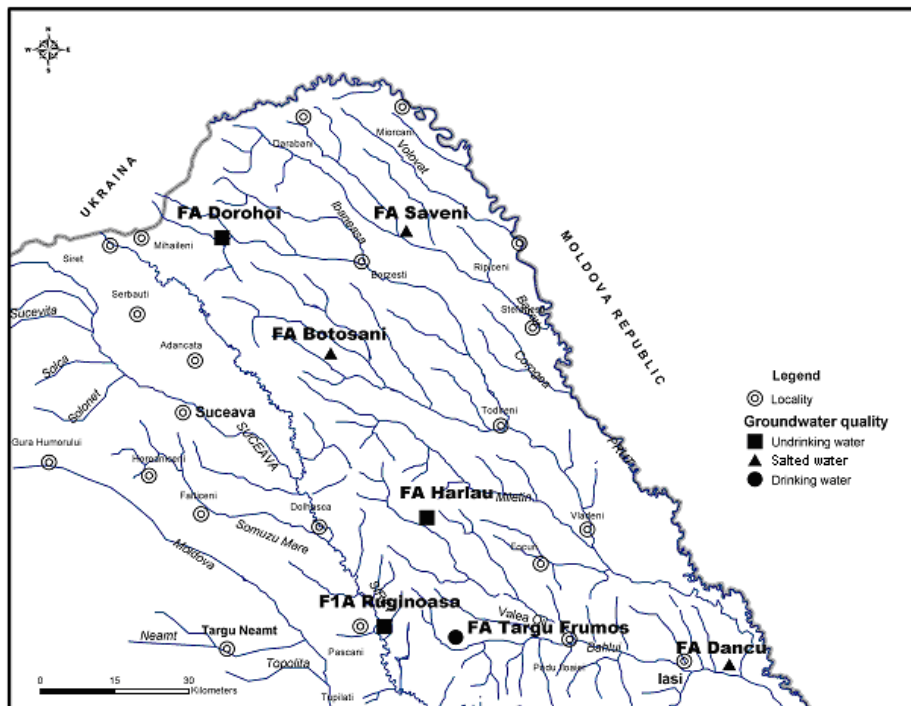 N
W E
S
UKRAINA
MOLDOVA REPUBLIC
Darabani
Miorcani
Volovat
FA Dorohoi
Ibaneasa
FA Saveni
Siret
Mihaileni
Borzesti
Ripiceni
Serbauti
Sucevita
FA Botosani
Adancata
Solca
Corogea
Legend
Locality
Groundwater quality
Undrinking water
Salted water
Drinking water
Solonet
Suceava
SUCEAVA
Todireni
Gura Humorului
PRUT
FA Harlau
Miletin
Falticeni
Dolhasca
Vladeni
Somuzu Mare
Moldova
Focuri
F1A Ruginoasa
Valea
Targu Neamt
FA Targu Frumos
Neamt
Pascani
Bahlui
FA Dancu
Topolita
Podu Iloaiei
Iasi
Tupilati
0 15 30
Kilometers